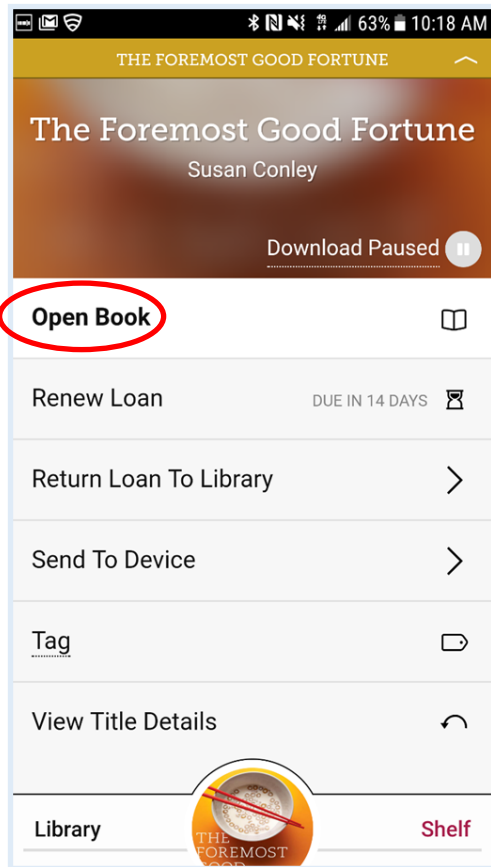 63% 10:18 AM
THE FOREMOST GOOD FORTUNE
The Foremost Good Fortune
Susan Conley
Download Paused
Open Book
Renew Loan DUE IN 14 DAYS
Return Loan To Library
Send To Device
Tag
View Title Details
THE
FOREMOST
Library Shelf